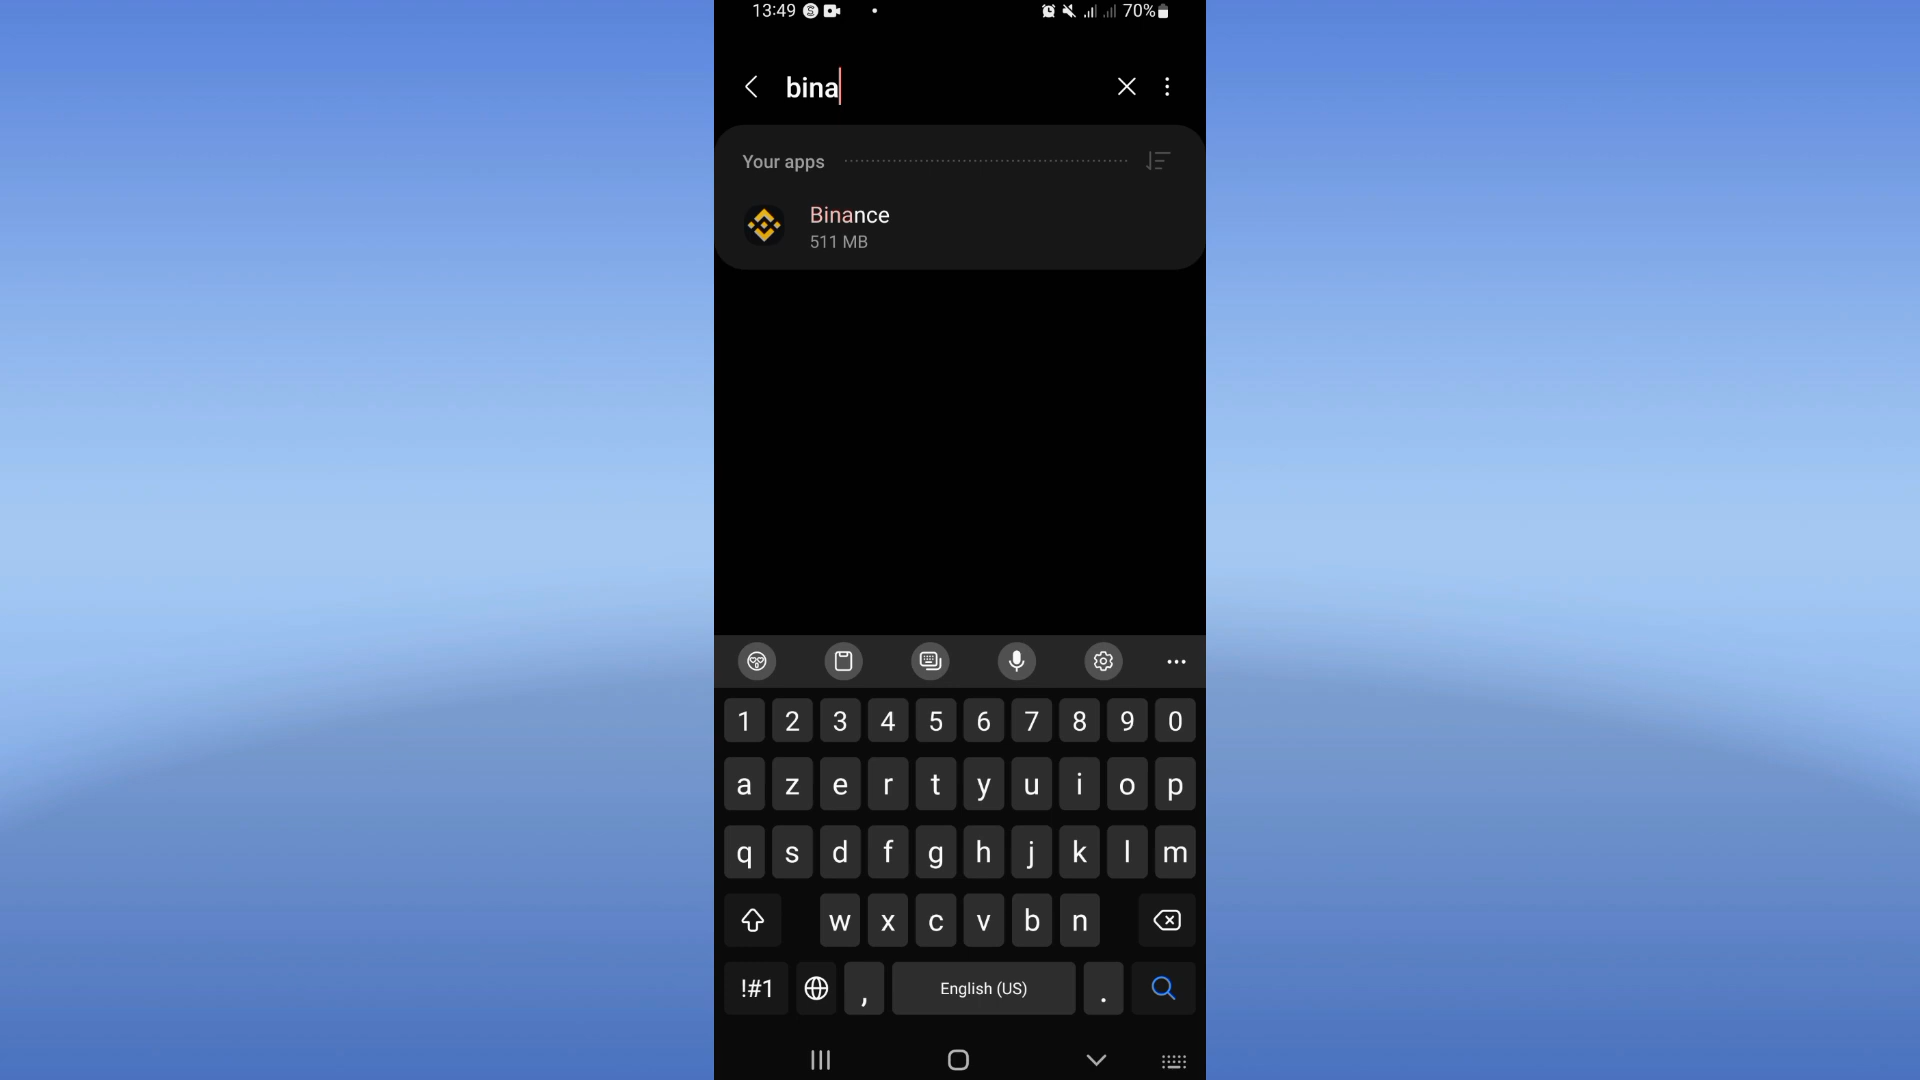 13:49 70%
bina
Your apps
Binance
511 MB
1 2 3 4 5 6 7 8 9 0
a z e r t y u i o p
q s d f g h j k l m
w x c v b n
!#1 , English (US) .